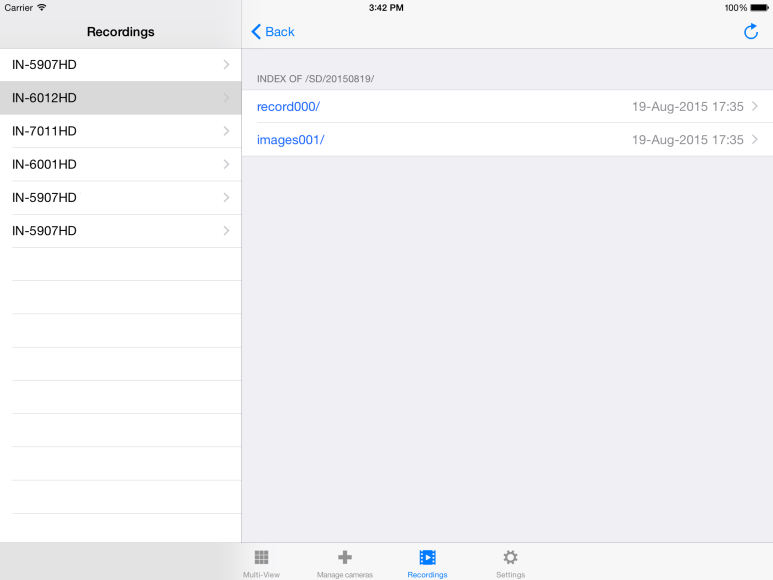 Carrier 3:42 PM 100%
Recordings
Back
IN-5907HD
IN-6012HD
IN-7011HD
IN-6001HD
IN-5907HD
IN-5907HD
INDEX OF /SD/20150819/
record000/ 19-Aug-2015 17:35
images001/ 19-Aug-2015 17:35
Multi-View Manage cameras Recordings Settings